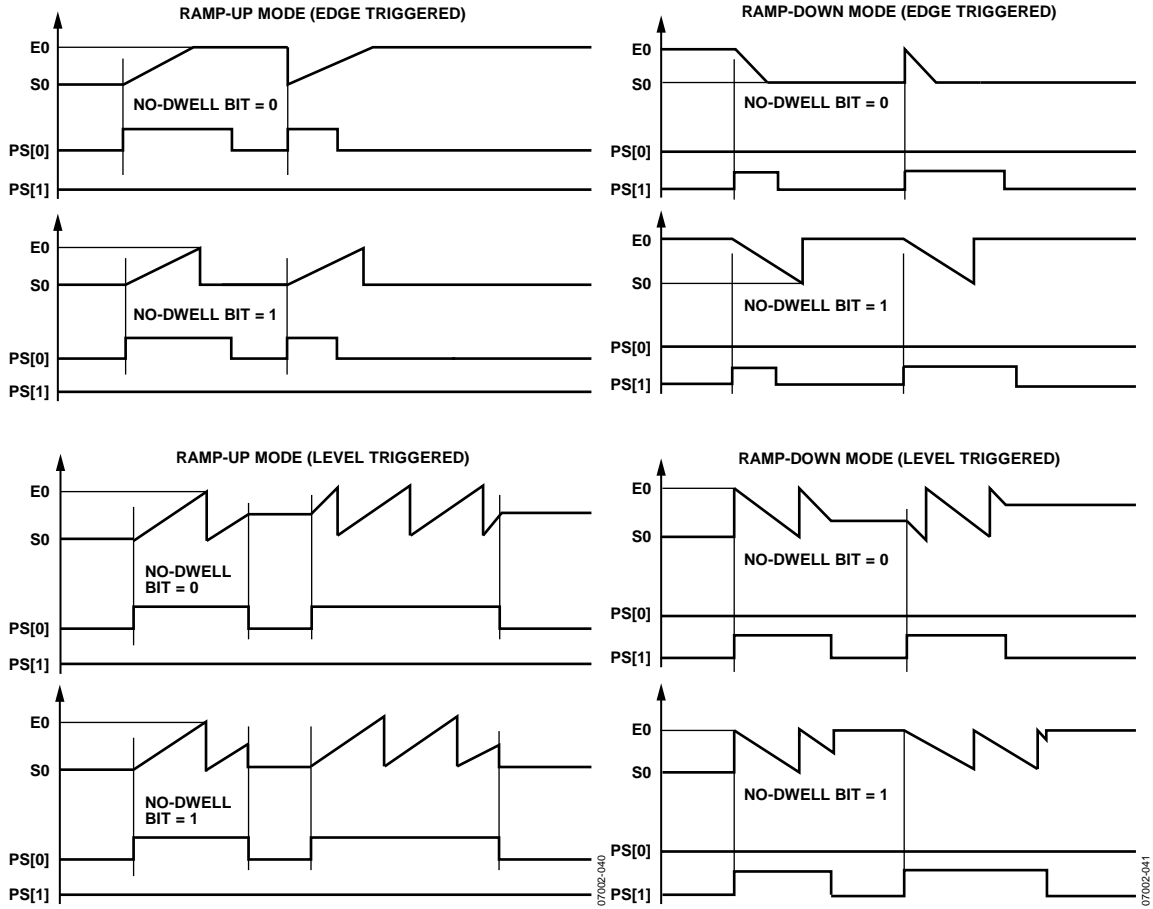 RAMP-UP MODE (EDGE TRIGGERED)
E0
S0
NO-DWELL BIT = 0
PS[0]
PS[1]
E0
S0
NO-DWELL BIT = 1
PS[0]
PS[1]
RAMP-DOWN MODE (EDGE TRIGGERED)
E0
S0
NO-DWELL BIT = 0
PS[0]
PS[1]
E0
S0
NO-DWELL BIT = 1
PS[0]
PS[1]
RAMP-UP MODE (LEVEL TRIGGERED)
E0
S0
NO-DWELL
BIT = 0
PS[0]
PS[1]
E0
S0
NO-DWELL
BIT = 1
PS[0]
PS[1]
07002-040
RAMP-DOWN MODE (LEVEL TRIGGERED)
E0
S0
NO-DWELL BIT = 0
PS[0]
PS[1]
E0
S0
NO-DWELL BIT = 1
PS[0]
PS[1]
07002-041